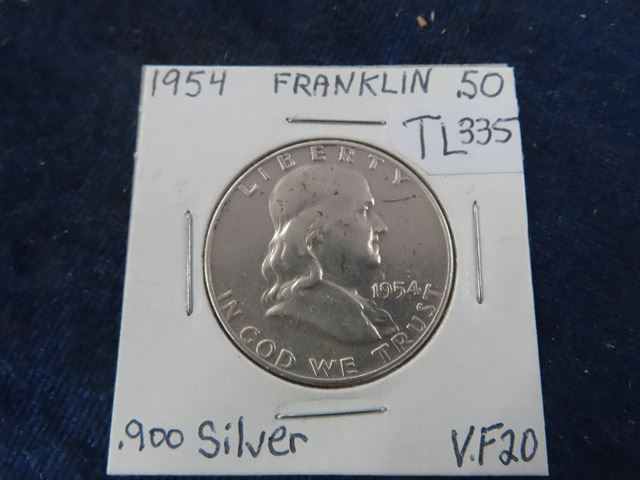 1954 FRANKLIN .50
TL335
LIBERTY
1954
IN GOD WE TRUST
.900 Silver V.F20